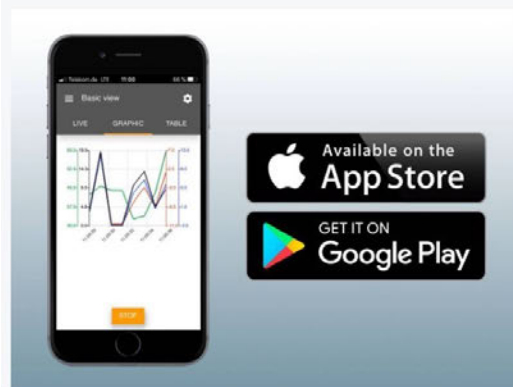 Telekom.de LTE 11:00 66 %
Basic view
LIVE GRAPHIC TABLE
STOP
Available on the
App Store
GET IT ON
Google Play